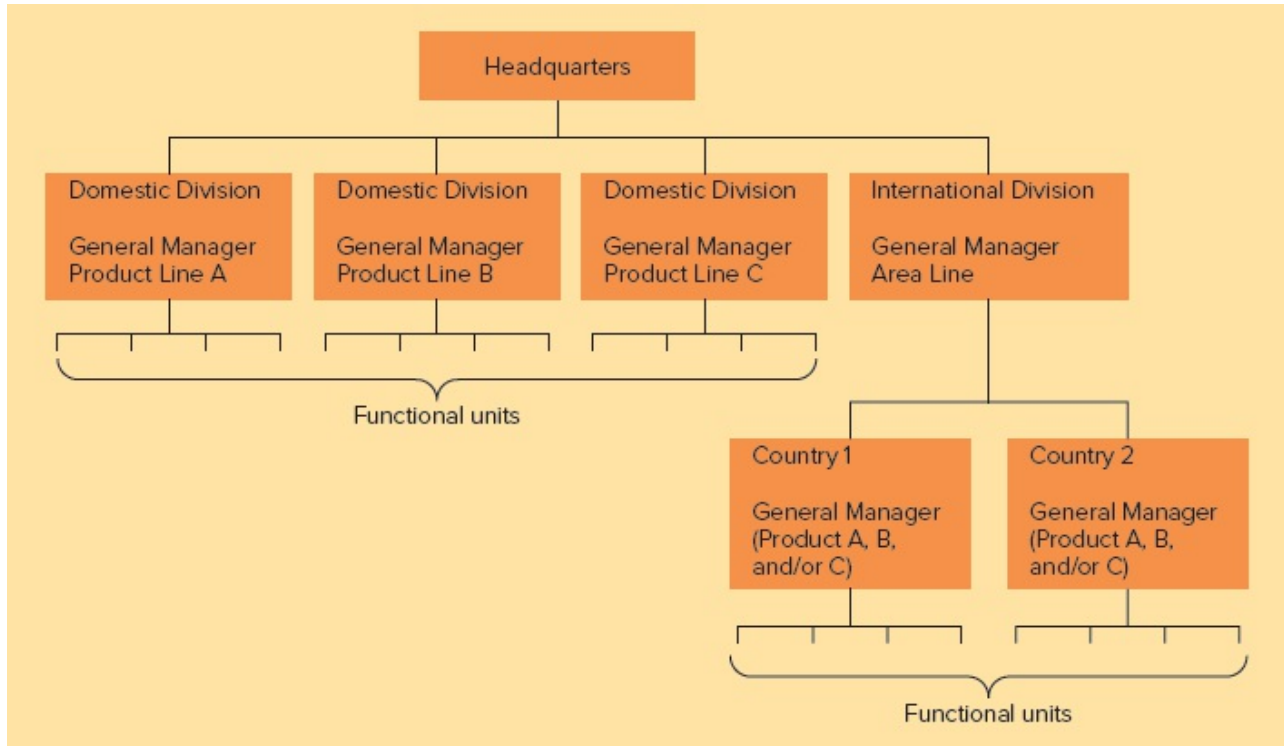 Headquarters
Domestic Division
General Manager
Product Line A
Domestic Division
General Manager
Product Line B
Domestic Division
General Manager
Product Line C
International Division
General Manager
Area Line
Functional units
Country 1
General Manager
(Product A, B,
and/or C)
Country 2
General Manager
(Product A, B,
and/or C)
Functional units